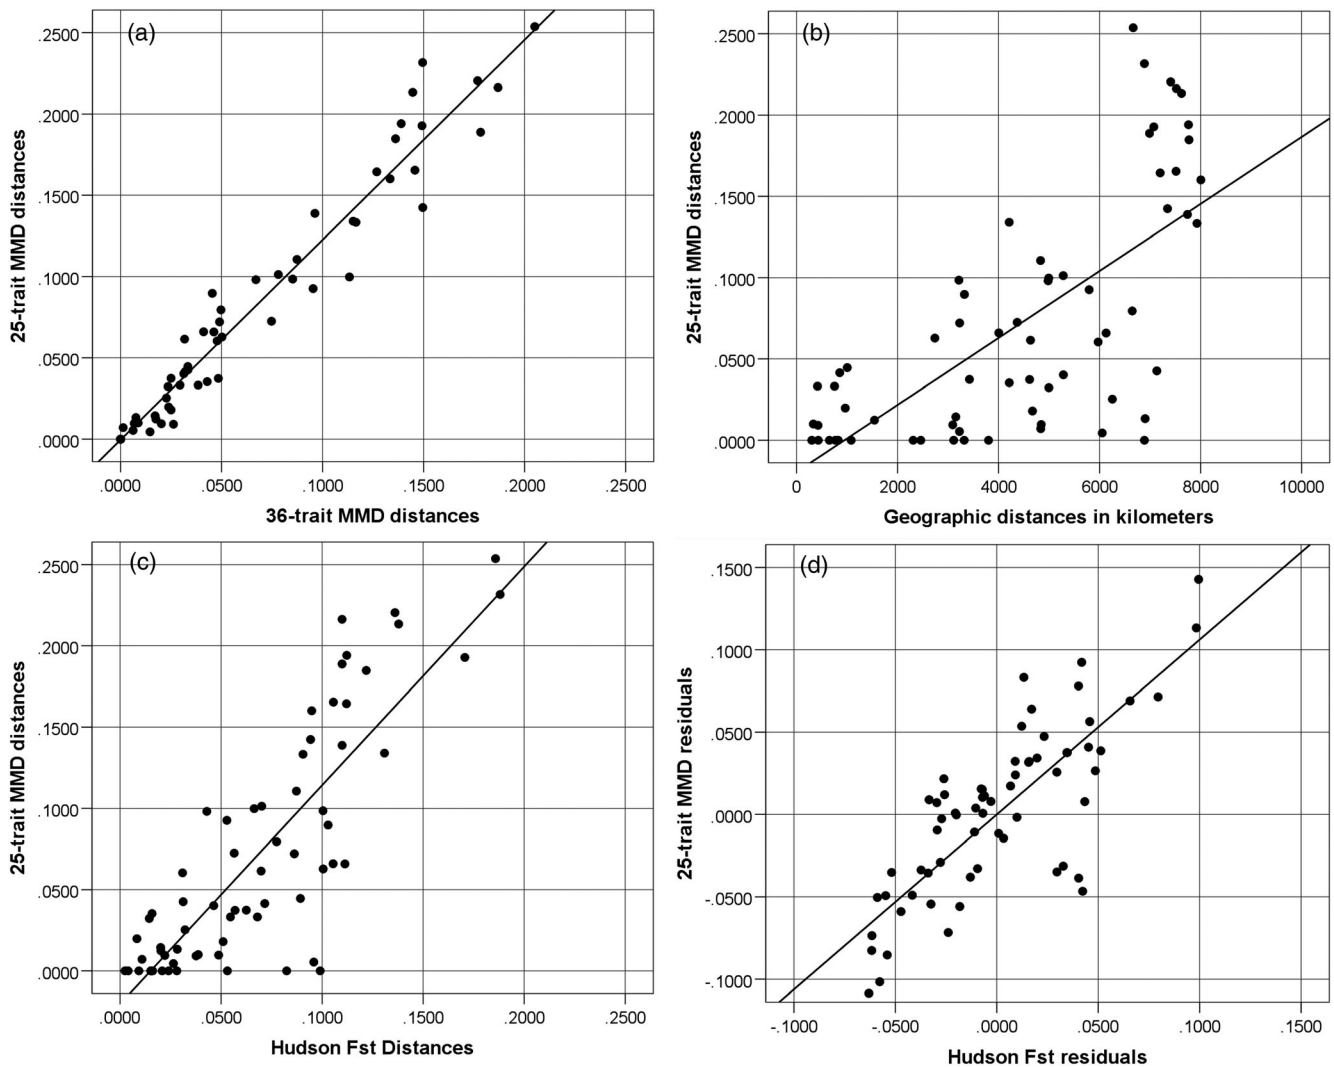 (a)
25-trait MMD distances
.2500
.2000
.1500
.1000
.0500
.0000
.0000 .0500 .1000 .1500 .2000 .2500
36-trait MMD distances
(b)
25-trait MMD distances
.2500
.2000
.1500
.1000
.0500
.0000
0 2000 4000 6000 8000 10000
Geographic distances in kilometers
(c)
25-trait MMD distances
.2500
.2000
.1500
.1000
.0500
.0000
.0000 .0500 .1000 .1500 .2000 .2500
Hudson Fst Distances
(d)
25-trait MMD residuals
.1500
.1000
.0500
.0000
-.0500
-.1000
-.1000 -.0500 .0000 .0500 .1000 .1500
Hudson Fst residuals